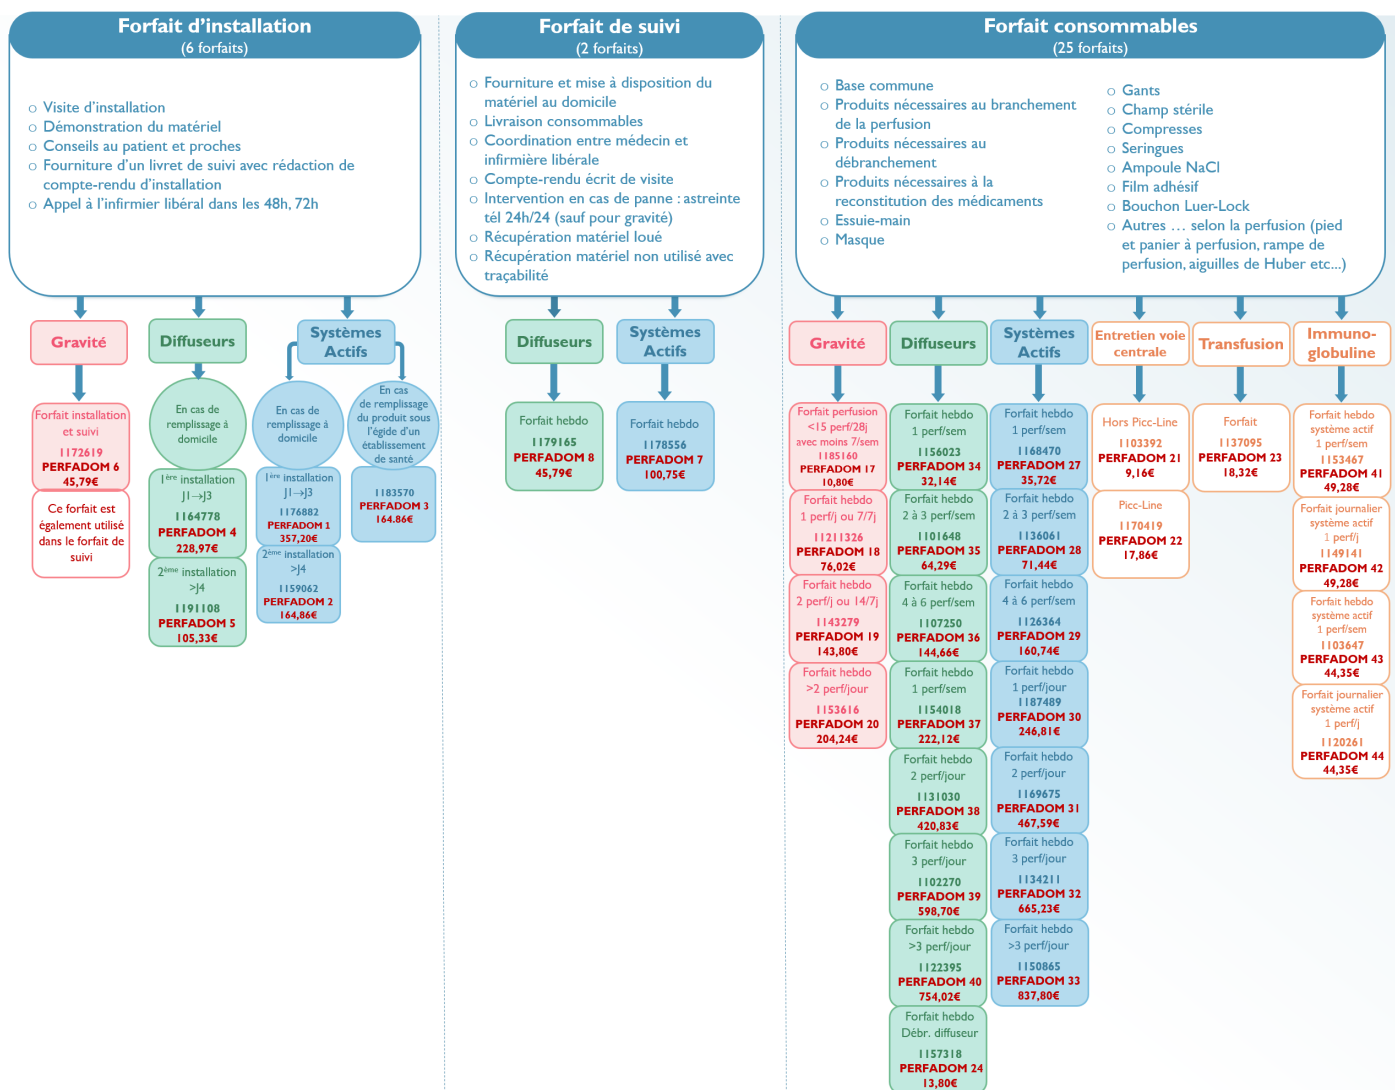 Forfait d’installation
(6 forfaits)
o Visite d’installation
o Démonstration du matériel
o Conseils au patient et proches
o Fourniture d’un livret de suivi avec rédaction de
compte-rendu d’installation
o Appel à l’infirmier libéral dans les 48h, 72h
Gravité
Forfait installation
et suivi
1172619
PERFADOM 6
45,79€
Ce forfait est
également utilisé
dans le forfait de
suivi
Diffuseurs
En cas de
remplissage à
domicile
1ère installation
J1→J3
1164778
PERFADOM 4
228,97€
2ème installation
>J4
1191108
PERFADOM 5
105,33€
Systèmes
Actifs
En cas de
remplissage à
domicile
1ère installation
J1→J3
1176882
PERFADOM 1
357,20€
2ème installation
>J4
1159062
PERFADOM 2
164,86€
En cas
de remplissage
du produit sous
l’égide d’un
établissement
de santé
1183570
PERFADOM 3
164.86€
Forfait de suivi
(2 forfaits)
o Fourniture et mise à disposition du
matériel au domicile
o Livraison consommables
o Coordination entre médecin et
infirmière libérale
o Compte-rendu écrit de visite
o Intervention en cas de panne : astreinte
tél 24h/24 (sauf pour gravité)
o Récupération matériel loué
o Récupération matériel non utilisé avec
traçabilité
Diffuseurs
Forfait hebdo
1179165
PERFADOM 8
45,79€
Systèmes
Actifs
Forfait hebdo
1178556
PERFADOM 7
100,75€
Forfait consommables
(25 forfaits)
o Base commune
o Produits nécessaires au branchement
de la perfusion
o Produits nécessaires au
débranchement
o Produits nécessaires à la
reconstitution des médicaments
o Essuie-main
o Masque
o Gants
o Champ stérile
o Compresses
o Seringues
o Ampoule NaCl
o Film adhésif
o Bouchon Luer-Lock
o Autres … selon la perfusion (pied
et panier à perfusion, rampe de
perfusion, aiguilles de Huber etc...)
Gravité
Forfait perfusion
<15 perf/28j
avec moins 7/sem
1185160
PERFADOM 17
10,80€
Forfait hebdo
1 perf/j ou 7/7j
11211326
PERFADOM 18
76,02€
Forfait hebdo
2 perf/j ou 14/7j
1143279
PERFADOM 19
143,80€
Forfait hebdo
>2 perf/jour
1153616
PERFADOM 20
204,24€
Diffuseurs
Forfait hebdo
1 perf/sem
1156023
PERFADOM 34
32,14€
Forfait hebdo
2 à 3 perf/sem
1101648
PERFADOM 35
64,29€
Forfait hebdo
4 à 6 perf/sem
1107250
PERFADOM 36
144,66€
Forfait hebdo
1 perf/sem
1154018
PERFADOM 37
222,12€
Forfait hebdo
2 perf/jour
1131030
PERFADOM 38
420,83€
Forfait hebdo
3 perf/jour
1102270
PERFADOM 39
598,70€
Forfait hebdo
>3 perf/jour
1122395
PERFADOM 40
754,02€
Forfait hebdo
Débr. diffuseur
1157318
PERFADOM 24
13,80€
Systèmes
Actifs
Forfait hebdo
1 perf/sem
1168470
PERFADOM 27
35,72€
Forfait hebdo
2 à 3 perf/sem
1136061
PERFADOM 28
71,44€
Forfait hebdo
4 à 6 perf/sem
1126364
PERFADOM 29
160,74€
Forfait hebdo
1 perf/jour
1187489
PERFADOM 30
246,81€
Forfait hebdo
2 perf/jour
1169675
PERFADOM 31
467,59€
Forfait hebdo
3 perf/jour
1134211
PERFADOM 32
665,23€
Forfait hebdo
>3 perf/jour
1150865
PERFADOM 33
837,80€
Entretien voie
centrale
Hors Picc-Line
1103392
PERFADOM 21
9,16€
Picc-Line
1170419
PERFADOM 22
17,86€
Transfusion
Forfait
1137095
PERFADOM 23
18,32€
Immuno-
globuline
Forfait hebdo
système actif
1 perf/sem
1153467
PERFADOM 41
49,28€
Forfait journalier
système actif
1 perf/j
1149141
PERFADOM 42
49,28€
Forfait hebdo
système actif
1 perf/sem
1103647
PERFADOM 43
44,35€
Forfait journalier
système actif
1 perf/j
1120261
PERFADOM 44
44,35€